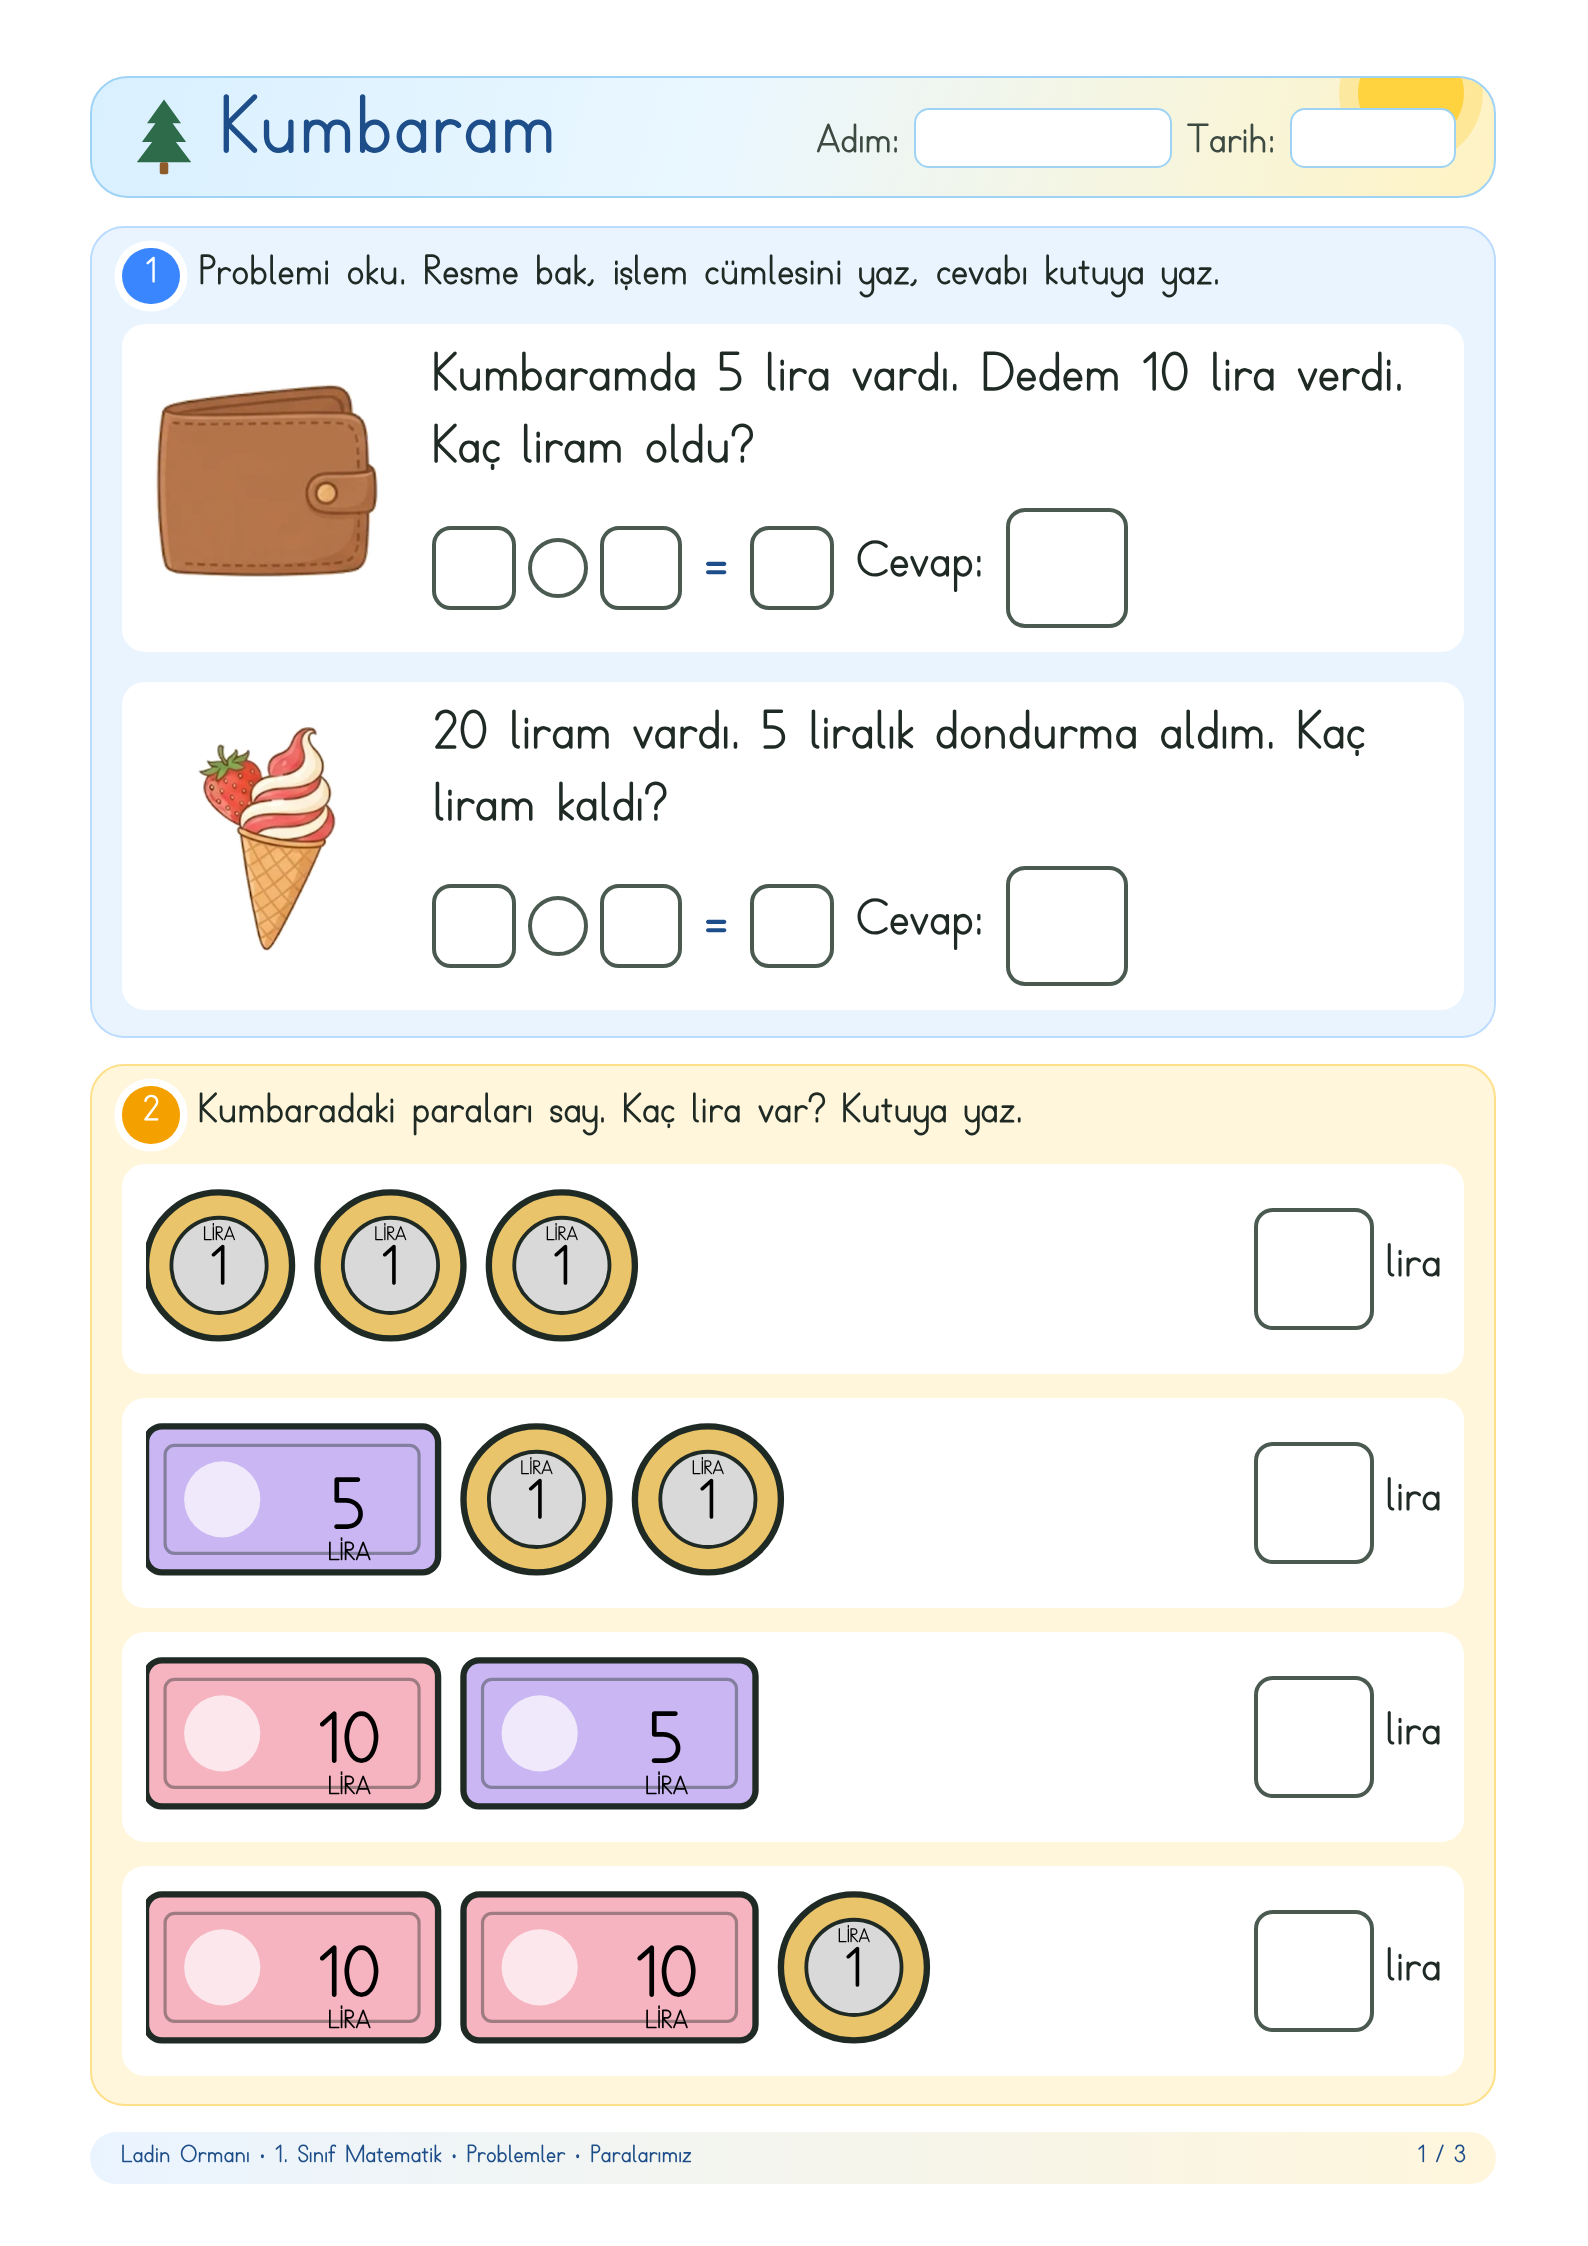 Kumbaram
Adım:
Tarih:
1 Problemi oku. Resme bak, işlem cümlesini yaz, cevabı kutuya yaz.
Kumbaramda 5 lira vardı. Dedem 10 lira verdi.
Kaç liram oldu?
= Cevap:
20 liram vardı. 5 liralık dondurma aldım. Kaç
liram kaldı?
= Cevap:
2 Kumbaradaki paraları say. Kaç lira var? Kutuya yaz.
LİRA LİRA LİRA
1 1 1
lira
5 LİRA
LİRA 1
LİRA 1
lira
10 LİRA
5 LİRA
lira
10 LİRA
10 LİRA
LİRA 1
lira
Ladin Ormanı • 1. Sınıf Matematik • Problemler • Paralarımız
1 / 3